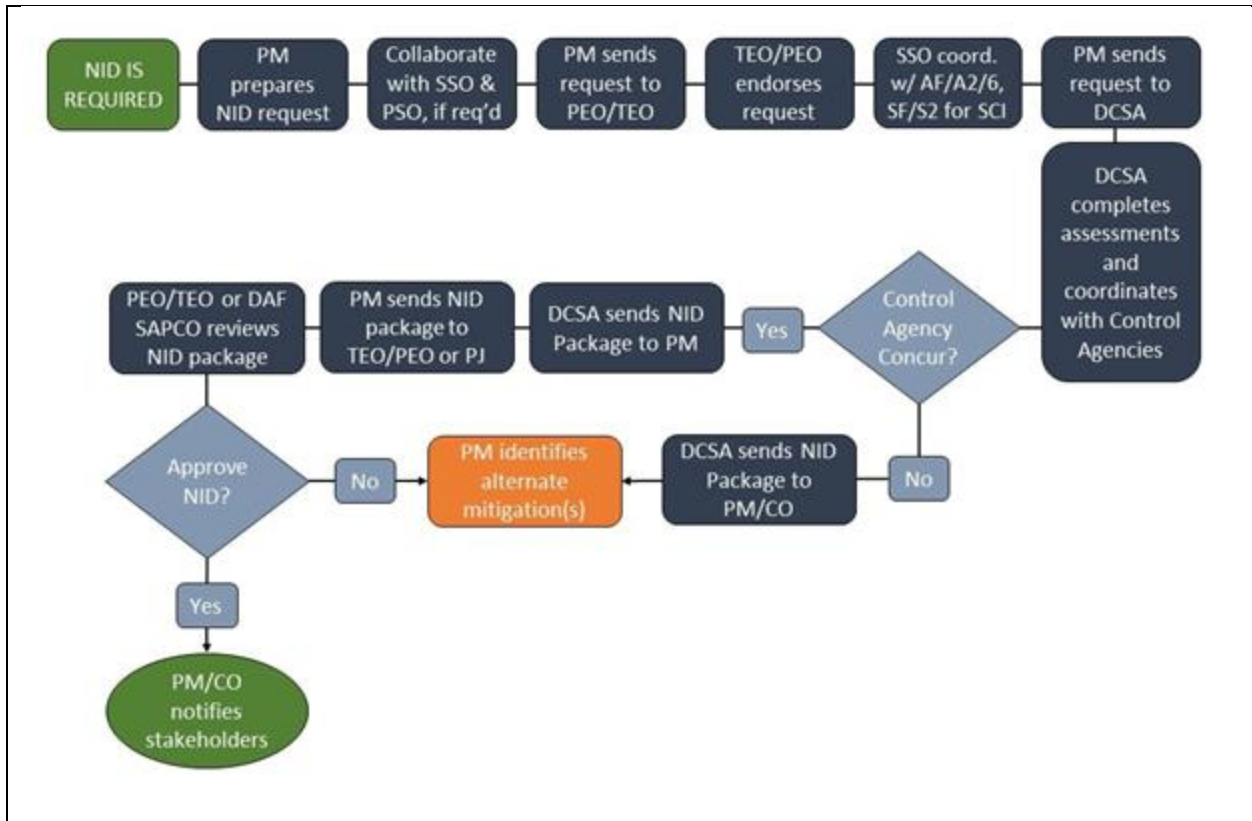 NID IS
REQUIRED
PM
prepares
NID request
Collaborate
with SSO &
PSO, if req'd
PM sends
request to
PEO/TEO
TEO/PEO
endorses
request
SSO coord.
w/ AF/A2/6,
SF/S2 for SCI
PM sends
request to
DCSA
DCSA
completes
assessments
and
coordinates
with Control
Agencies
Control
Agency
Concur?
Yes
DCSA sends NID
Package to PM
PM sends NID
package to
TEO/PEO or PJ
PEO/TEO or DAF
SAPCO reviews
NID package
No
DCSA sends NID
Package to
PM/CO
PM identifies
alternate
mitigation(s)
No
Approve
NID?
Yes
PM/CO
notifies
stakeholders